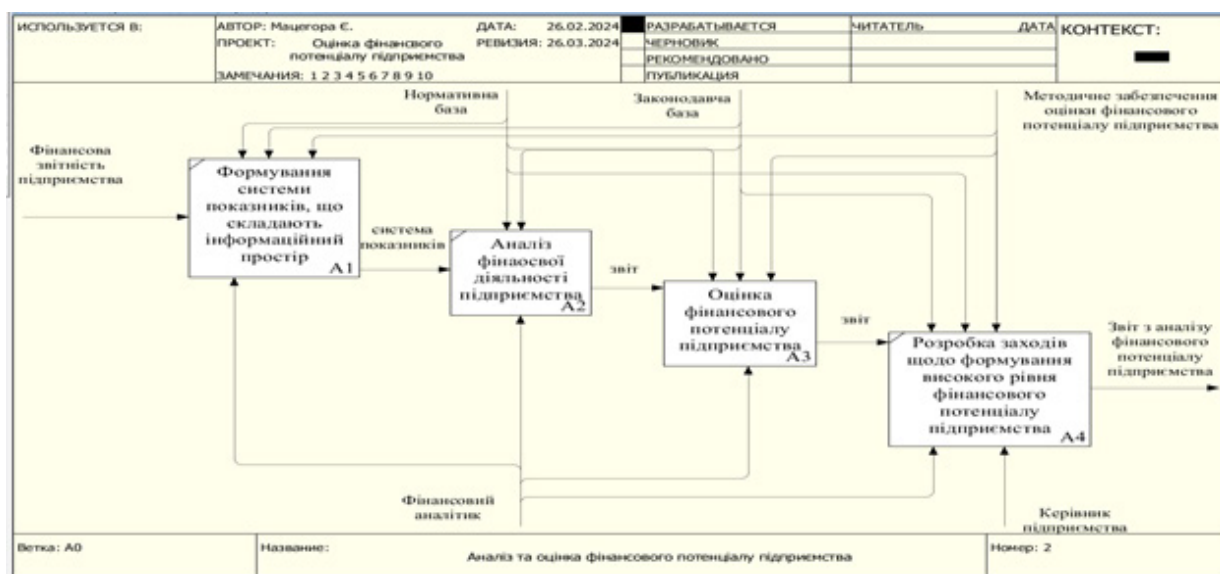 ИСПОЛЬЗУЕТСЯ В:
АВТОР: Мацегора Є.
ДАТА: 26.02.2024
ПРОЕКТ: Оцінка фінансвого
потенціалу підприємства
РЕВИЗИЯ: 26.03.2024
ЗАМЕЧАНИЯ: 1 2 3 4 5 6 7 8 9 10
РАЗРАБАТЫВАЕТСЯ
ЧЕРНОВИК
РЕКОМЕНДОВАНО
ПУБЛИКАЦИЯ
ЧИТАТЕЛЬ
ДАТА
КОНТЕКСТ:
Нормативна
база
Законодавча
база
Методичне забезпечення
оцінки фінансового
потенціалу підприємства
Фінансова
звітність
підприємства
Формування
системи
показників, що
складають
інформаційний
простір
A1
система
показників
Аналіз
фінаосвої
діяльності
підприємства
A2
звіт
Оцінка
фінансового
потенціалу
підприємства
A3
звіт
Розробка заходів
щодо формування
високого рівня
фінансового
потенціалу
підприємства
A4
Звіт з аналізу
фінансового
потенціалу
підприємства
Фінансовий
аналітик
Керівник
підприємства
Ветка: A0
Название:
Аналіз та оцінка фінансового потенціалу підприємства
Номер: 2